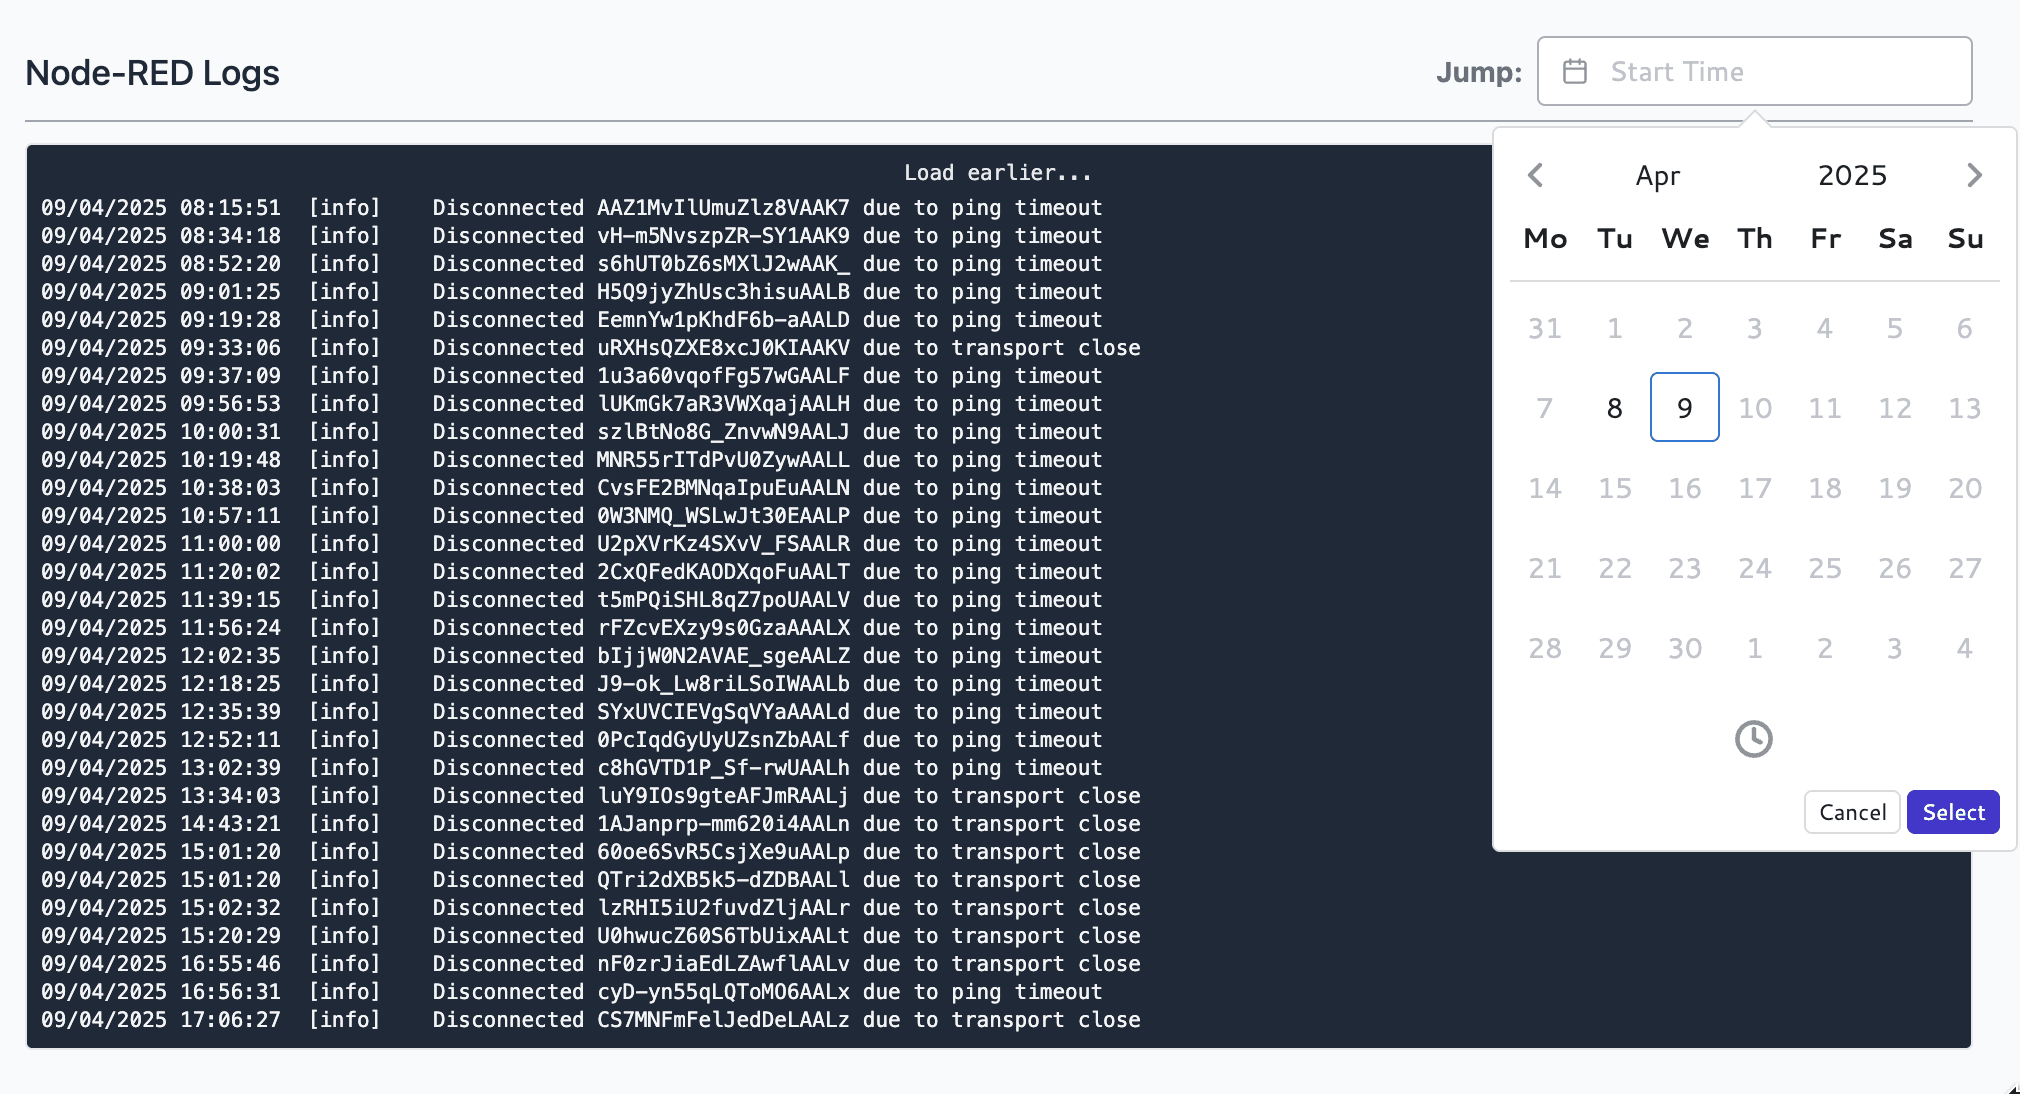 Node-RED Logs
Jump: Start Time
Load earlier...
09/04/2025 08:15:51 [info] Disconnected AAZ1MvIlUmuZlz8VAAK7 due to ping timeout
09/04/2025 08:34:18 [info] Disconnected vH-m5NvszpZR-SY1AAK9 due to ping timeout
09/04/2025 08:52:20 [info] Disconnected s6hUT0bZ6sMXlJ2wAAK_ due to ping timeout
09/04/2025 09:01:25 [info] Disconnected H5Q9jyZhUsc3hisuAALB due to ping timeout
09/04/2025 09:19:28 [info] Disconnected EemnYw1pKhdF6b-aAALD due to ping timeout
09/04/2025 09:33:06 [info] Disconnected uRXHsQZXE8xcJ0KIAAKV due to transport close
09/04/2025 09:37:09 [info] Disconnected 1u3a60vqofFg57wGAALF due to ping timeout
09/04/2025 09:56:53 [info] Disconnected lUKmGk7aR3VWXqajAALH due to ping timeout
09/04/2025 10:00:31 [info] Disconnected szlBtNo8G_ZnvwN9AALJ due to ping timeout
09/04/2025 10:19:48 [info] Disconnected MNR55rITdPvU0ZywAALL due to ping timeout
09/04/2025 10:38:03 [info] Disconnected CvsFE2BMNqaIpuEuAALN due to ping timeout
09/04/2025 10:57:11 [info] Disconnected 0W3NMQ_WSLwJt30EAALP due to ping timeout
09/04/2025 11:00:00 [info] Disconnected U2pXVrKz4SXvV_FSAALR due to ping timeout
09/04/2025 11:20:02 [info] Disconnected 2CxQFedKAODXqoFuAALT due to ping timeout
09/04/2025 11:39:15 [info] Disconnected t5mPQiSHL8qZ7poUAALV due to ping timeout
09/04/2025 11:56:24 [info] Disconnected rFZcvEXzy9s0GzaAAALX due to ping timeout
09/04/2025 12:02:35 [info] Disconnected bIjjW0N2AVAE_sgeAALZ due to ping timeout
09/04/2025 12:18:25 [info] Disconnected J9-ok_Lw8riLSoIWAALb due to ping timeout
09/04/2025 12:35:39 [info] Disconnected SYxUVCIEVgSqVYaAAALd due to ping timeout
09/04/2025 12:52:11 [info] Disconnected 0PcIqdGyUyUZsnZbAALf due to ping timeout
09/04/2025 13:02:39 [info] Disconnected c8hGVTD1P_Sf-rwUAALh due to ping timeout
09/04/2025 13:34:03 [info] Disconnected luY9IOs9gteAFJmRAALj due to transport close
09/04/2025 14:43:21 [info] Disconnected 1AJanprp-mm620i4AALn due to transport close
09/04/2025 15:01:20 [info] Disconnected 60oe6SvR5CsjXe9uAALp due to transport close
09/04/2025 15:01:20 [info] Disconnected QTri2dXB5k5-dZDBAALl due to transport close
09/04/2025 15:02:32 [info] Disconnected lzRHI5iU2fuvdZljAALr due to transport close
09/04/2025 15:20:29 [info] Disconnected U0hwucZ60S6TbUixAALt due to transport close
09/04/2025 16:55:46 [info] Disconnected nF0zrJiaEdLZAwflAALv due to transport close
09/04/2025 16:56:31 [info] Disconnected cyD-yn55qLQToMO6AALx due to ping timeout
09/04/2025 17:06:27 [info] Disconnected CS7MNFmFelJedDeLAALz due to transport close
Apr 2025
Mo Tu We Th Fr Sa Su
31 1 2 3 4 5 6
7 8 9 10 11 12 13
14 15 16 17 18 19 20
21 22 23 24 25 26 27
28 29 30 1 2 3 4
Cancel Select